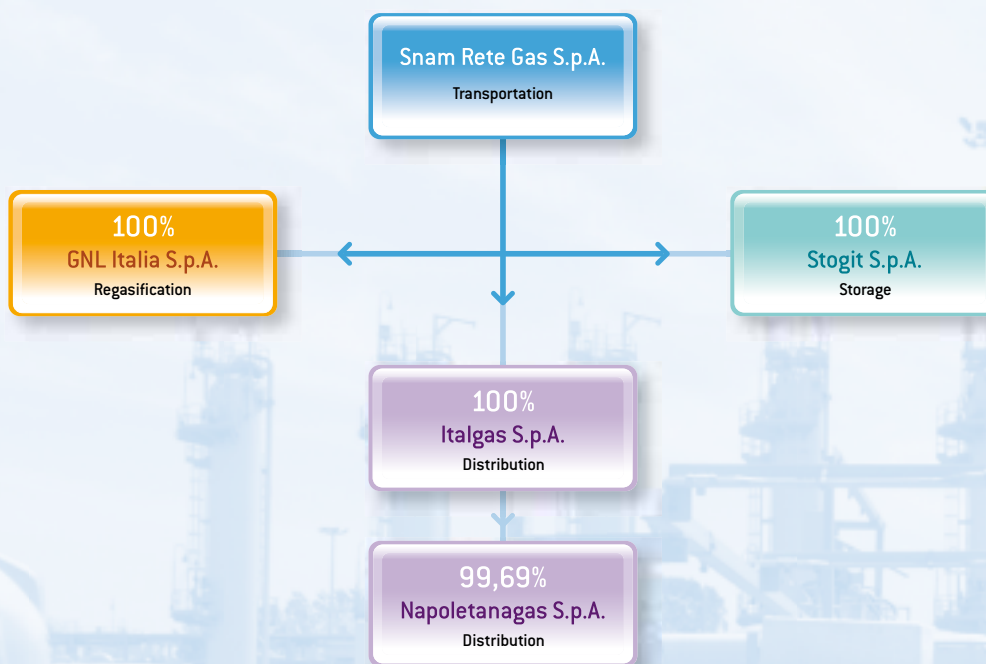 Snam Rete Gas S.p.A.
Transportation
100%
GNL Italia S.p.A.
Regasification
100%
Stogit S.p.A.
Storage
100%
Italgas S.p.A.
Distribution
99,69%
Napoletanagas S.p.A.
Distribution